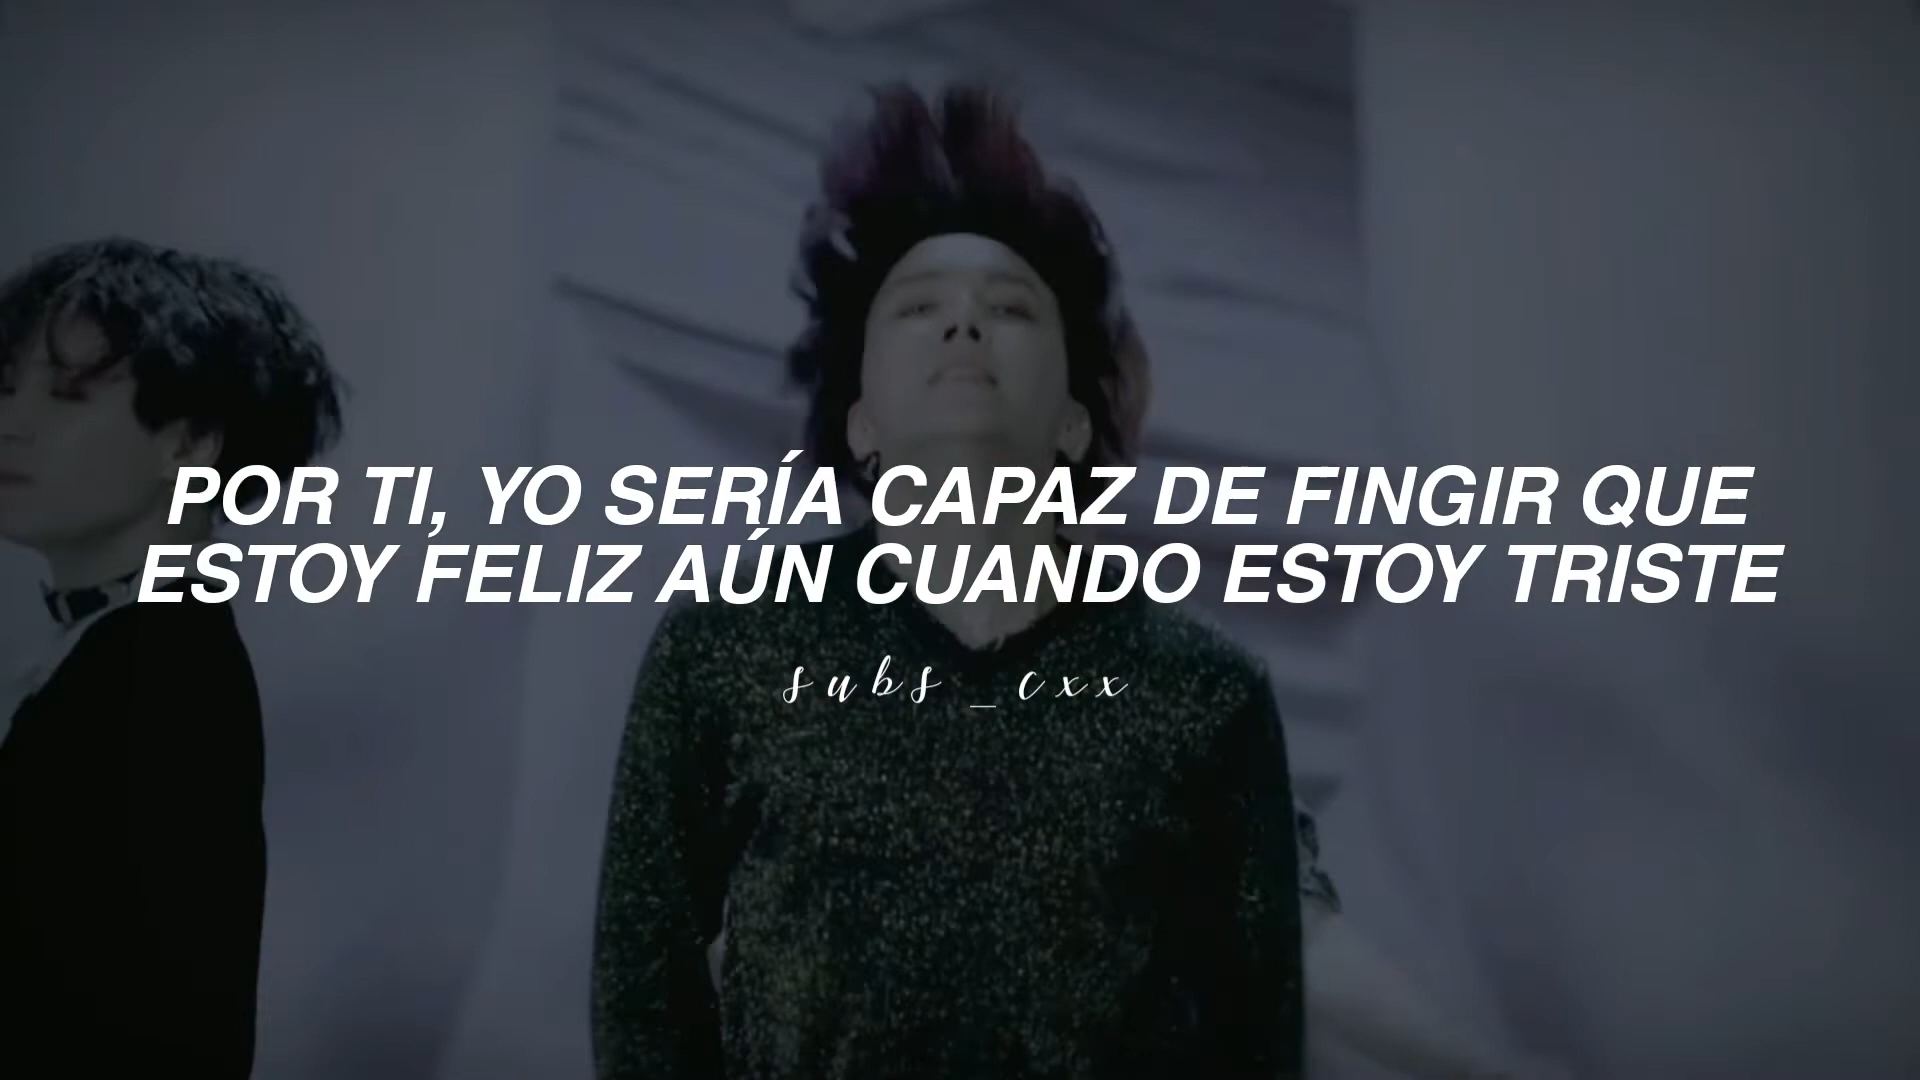 POR TI, YO SERÍA CAPAZ DE FINGIR QUE
ESTOY FELIZ AÚN CUANDO ESTOY TRISTE
subs_cxx